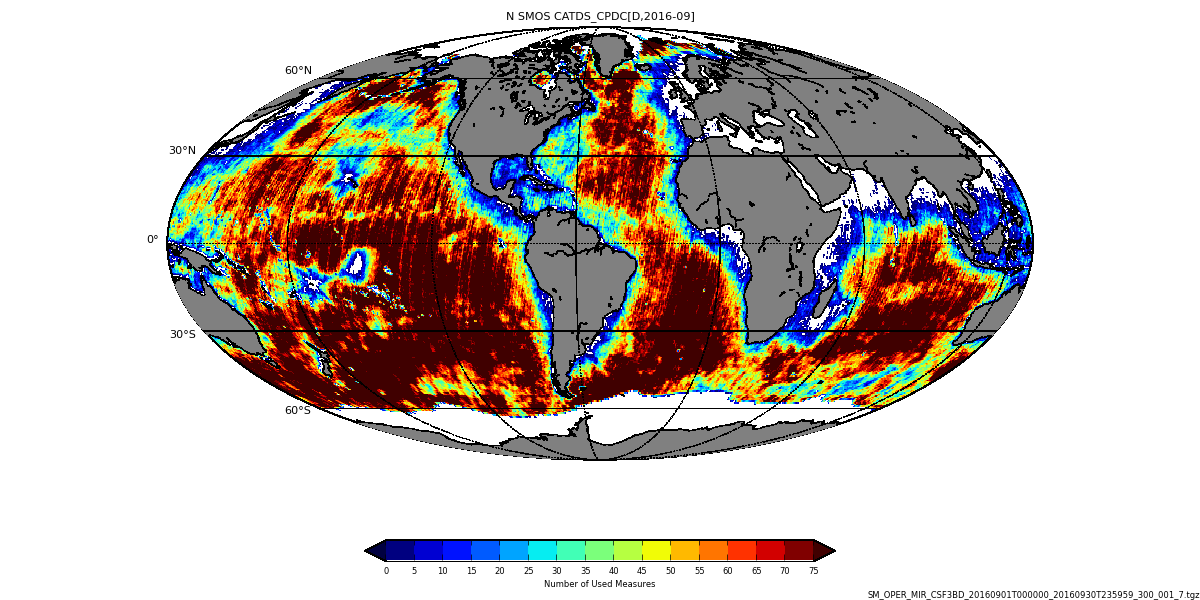 N SMOS CATDS_CPDC[D,2016-09]
60°N
30°N
0°
30°S
60°S
0 5 10 15 20 25 30 35 40 45 50 55 60 65 70 75
Number of Used Measures
SM_OPER_MIR_CSF3BD_20160901T000000_20160930T235959_300_001_7.tgz